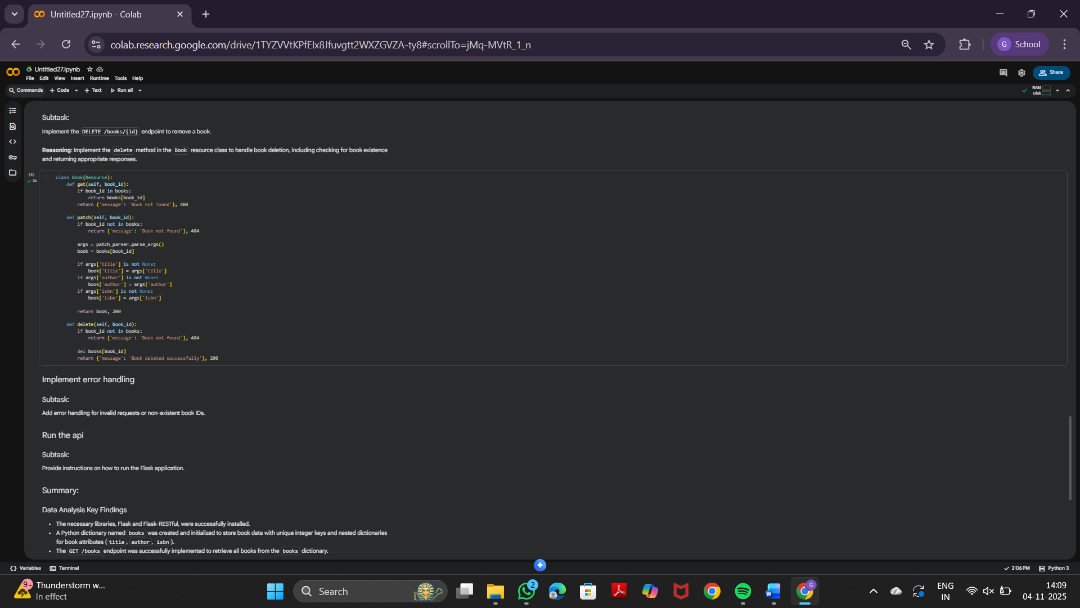 Untitled27.ipynb - Colab
colab.research.google.com/drive/1TYZVVtKPfEIx8Jfuvgtt2WXZGVZA-ty8#scrollTo=jMq-MVtR_1_n
G School
Untitled27.ipynb
File Edit View Insert Runtime Tools Help
Share
Commands + Code + Text Run all
RAM
Disk
Subtask:
Implement the DELETE /books/{id} endpoint to remove a book.
Reasoning: Implement the delete method in the Book resource class to handle book deletion, including checking for book existence
and returning appropriate responses.
class Book(Resource):
def get(self, book_id):
if book_id in books:
return books[book_id]
return {'message': 'Book not found'}, 404
def patch(self, book_id):
if book_id not in books:
return {'message': 'Book not found'}, 404
args = patch_parser.parse_args()
book = books[book_id]
if args['title'] is not None:
book['title'] = args['title']
if args['author'] is not None:
book['author'] = args['author']
if args['isbn'] is not None:
book['isbn'] = args['isbn']
return book, 200
def delete(self, book_id):
if book_id not in books:
return {'message': 'Book not found'}, 404
del books[book_id]
return {'message': 'Book deleted successfully'}, 200
Implement error handling
Subtask:
Add error handling for invalid requests or non-existent book IDs.
Run the api
Subtask:
Provide instructions on how to run the Flask application.
Summary:
Data Analysis Key Findings
• The necessary libraries, Flask and Flask-RESTful, were successfully installed.
• A Python dictionary named books was created and initialized to store book data with unique integer keys and nested dictionaries
for book attributes ( title , author , isbn ).
• The GET /books endpoint was successfully implemented to retrieve all books from the books dictionary.
Variables Terminal
2:06 PM Python 3
Thunderstorm w...
In effect
Search
2
ENG
IN
14:09
04-11-2025